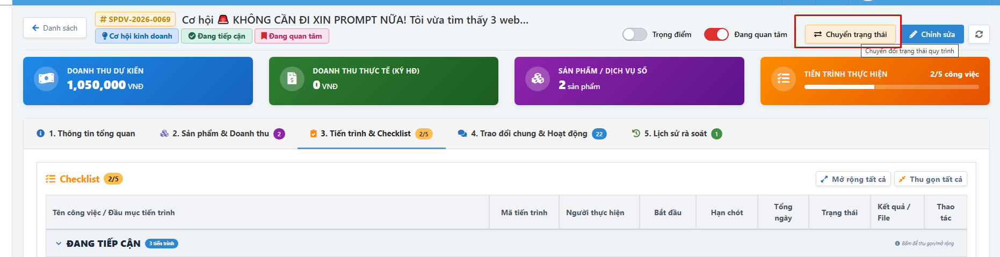 Danh sách
# SPDV-2026-0069
Cơ hội 🚨 KHÔNG CẦN ĐI XIN PROMPT NỮA! Tôi vừa tìm thấy 3 web...
Cơ hội kinh doanh
Đang tiếp cận
Đang quan tâm
Trọng điểm
Đang quan tâm
Chuyển trạng thái
Chỉnh sửa
Chuyển đổi trạng thái quy trình
DOANH THU DỰ KIẾN
1,050,000 VNĐ
DOANH THU THỰC TẾ (KÝ HĐ)
0 VNĐ
SẢN PHẨM / DỊCH VỤ SỐ
2 sản phẩm
TIẾN TRÌNH THỰC HIỆN 2/5 công việc
1. Thông tin tổng quan
2. Sản phẩm & Doanh thu 2
3. Tiến trình & Checklist 2/5
4. Trao đổi chung & Hoạt động 22
5. Lịch sử rà soát 1
Checklist 2/5
Mở rộng tất cả
Thu gọn tất cả
Tên công việc / Đầu mục tiến trình
Mã tiến trình
Người thực hiện
Bắt đầu
Hạn chót
Tổng
ngày
Trạng thái
Kết quả /
File
Thao
tác
ĐANG TIẾP CẬN 3 tiến trình
Bấm để thu gọn/mở rộng